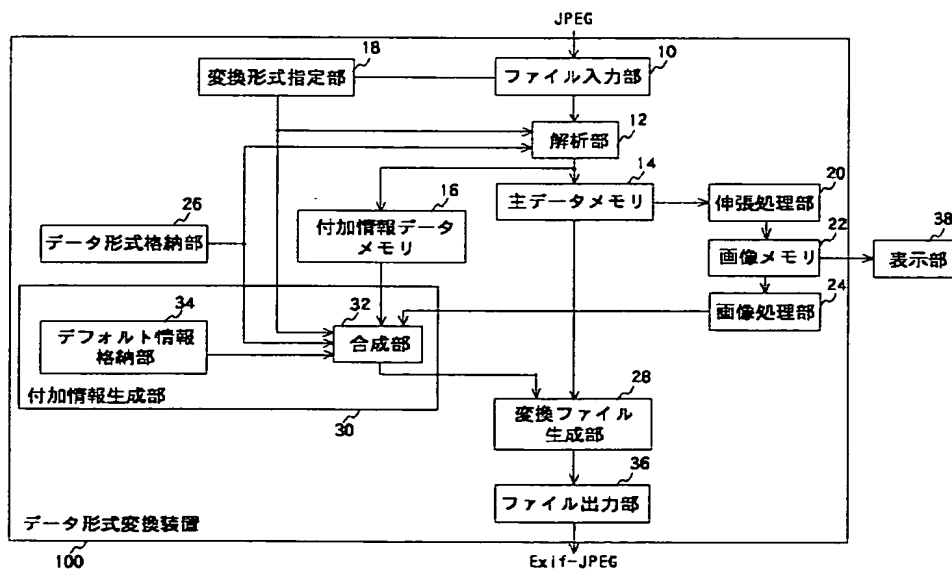 JPEG
18
変換形式指定部
10
ファイル入力部
12
解析部
14
主データメモリ
16
付加情報データ
メモリ
20
伸張処理部
26
データ形式格納部
22
画像メモリ
38
表示部
24
画像処理部
34
デフォルト情報
格納部
32
合成部
付加情報生成部
30
28
変換ファイル
生成部
36
ファイル出力部
データ形式変換装置
100
Exif-JPEG